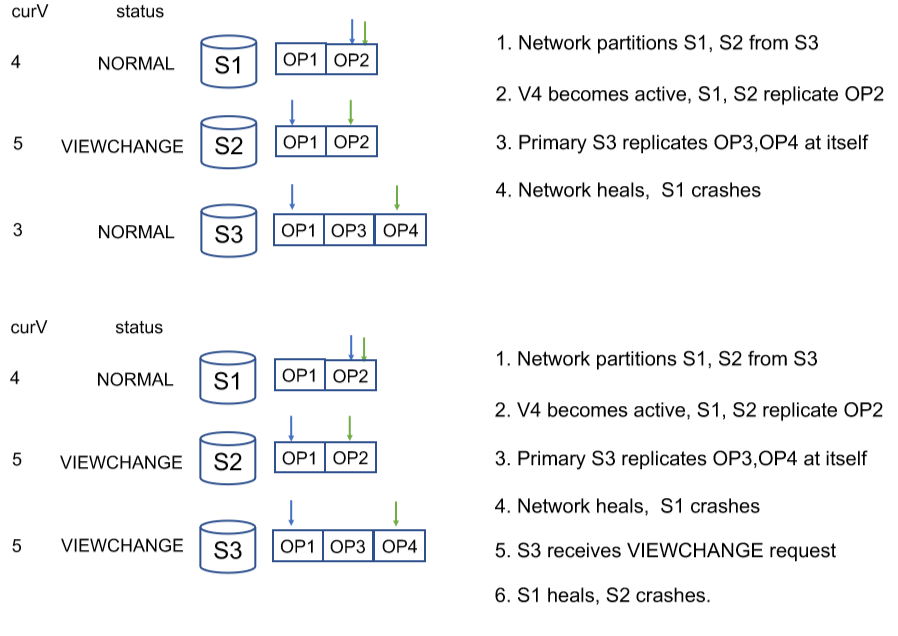 curV status
4 NORMAL S1 OP1 OP2
5 VIEWCHANGE S2 OP1 OP2
3 NORMAL S3 OP1 OP3 OP4
1. Network partitions S1, S2 from S3
2. V4 becomes active, S1, S2 replicate OP2
3. Primary S3 replicates OP3,OP4 at itself
4. Network heals, S1 crashes
curV status
4 NORMAL S1 OP1 OP2
5 VIEWCHANGE S2 OP1 OP2
5 VIEWCHANGE S3 OP1 OP3 OP4
1. Network partitions S1, S2 from S3
2. V4 becomes active, S1, S2 replicate OP2
3. Primary S3 replicates OP3,OP4 at itself
4. Network heals, S1 crashes
5. S3 receives VIEWCHANGE request
6. S1 heals, S2 crashes.